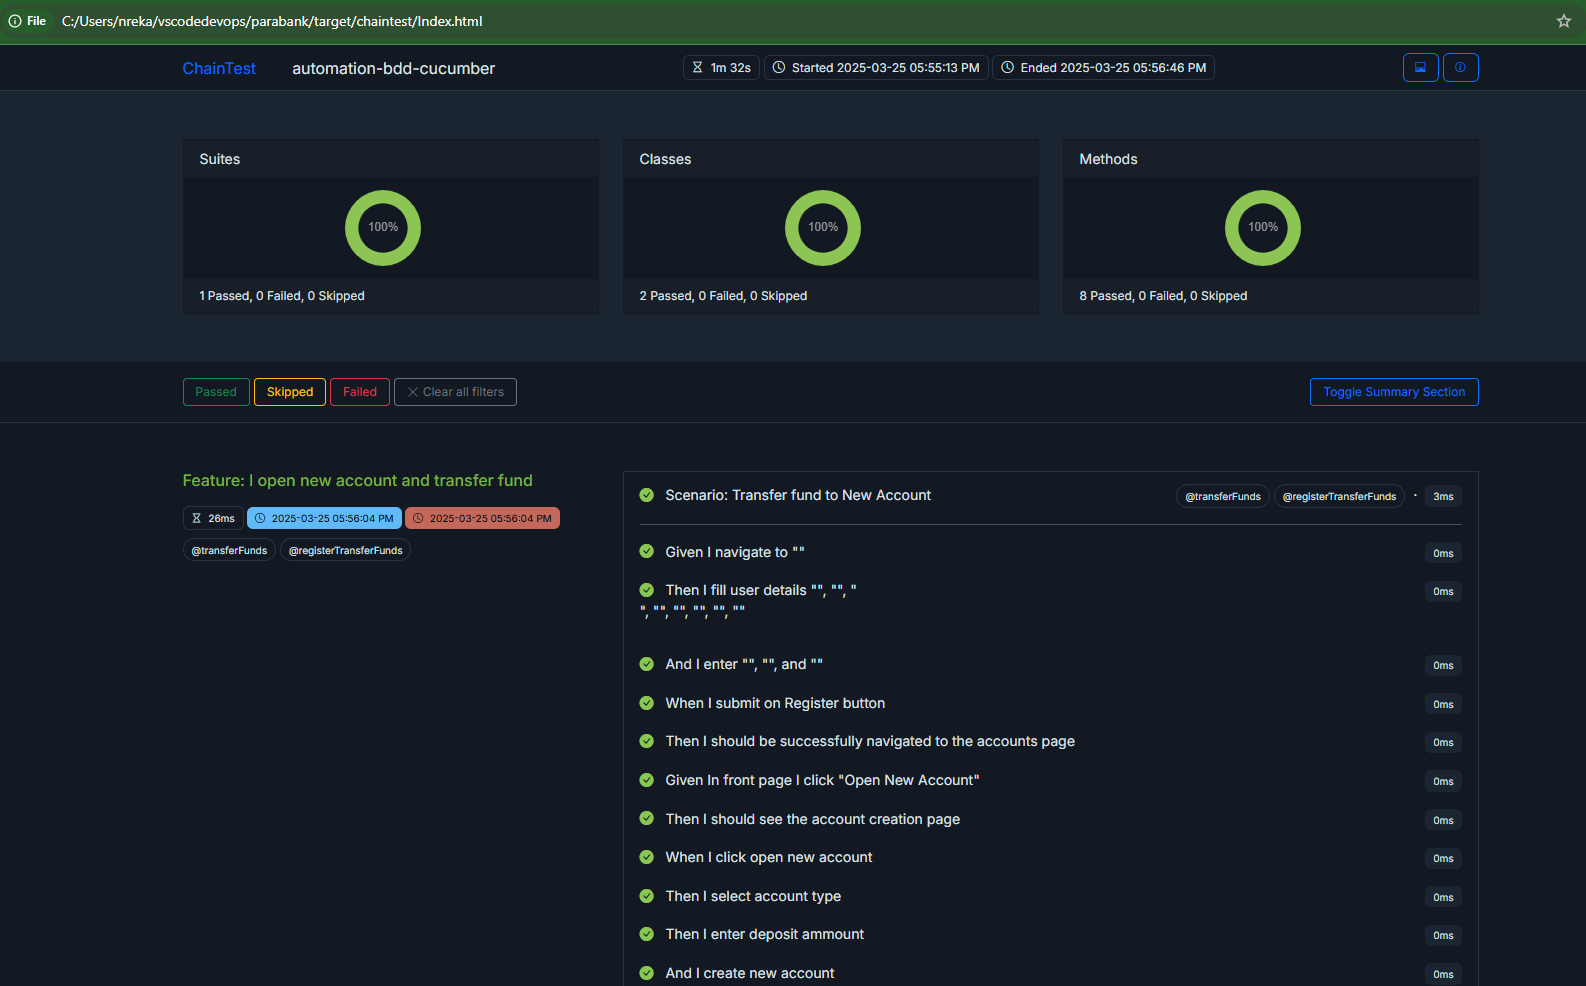 File C:/Users/nreka/vscodedevops/parabank/target/chaintest/Index.html
ChainTest automation-bdd-cucumber 1m 32s Started 2025-03-25 05:55:13 PM Ended 2025-03-25 05:56:46 PM
Suites
100%
1 Passed, 0 Failed, 0 Skipped
Classes
100%
2 Passed, 0 Failed, 0 Skipped
Methods
100%
8 Passed, 0 Failed, 0 Skipped
Passed Skipped Failed Clear all filters Toggle Summary Section
Feature: I open new account and transfer fund
26ms 2025-03-25 05:56:04 PM 2025-03-25 05:56:04 PM
@transferFunds @registerTransferFunds
Scenario: Transfer fund to New Account @transferFunds @registerTransferFunds · 3ms
Given I navigate to "" 0ms
Then I fill user details "", "", " 0ms
", "", "", "", "", ""
And I enter "", "", and "" 0ms
When I submit on Register button 0ms
Then I should be successfully navigated to the accounts page 0ms
Given In front page I click "Open New Account" 0ms
Then I should see the account creation page 0ms
When I click open new account 0ms
Then I select account type 0ms
Then I enter deposit ammount 0ms
And I create new account 0ms